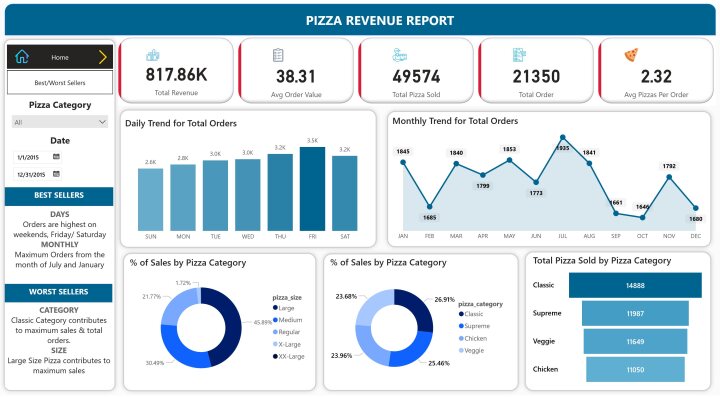 PIZZA REVENUE REPORT
Home
Best/Worst Sellers
Pizza Category
All
Date
1/1/2015
12/31/2015
BEST SELLERS
DAYS
Orders are highest on
weekends, Friday/ Saturday
MONTHLY
Maximum Orders from the
month of July and January
WORST SELLERS
CATEGORY
Classic Category contributes
to maximum sales & total
orders.
SIZE
Large Size Pizza contributes to
maximum sales
817.86K
Total Revenue
38.31
Avg Order Value
49574
Total Pizza Sold
21350
Total Order
2.32
Avg Pizzas Per Order
Daily Trend for Total Orders
2.6K
2.8K
3.0K
3.0K
3.2K
3.5K
3.2K
SUN MON TUE WED THU FRI SAT
Monthly Trend for Total Orders
1845
1685
1840
1799
1853
1773
1935
1841
1661
1646
1792
1680
JAN FEB MAR APR MAY JUN JUL AUG SEP OCT NOV DEC
% of Sales by Pizza Category
1.72%
21.77%
45.89%
30.49%
pizza_size
Large
Medium
Regular
X-Large
XX-Large
% of Sales by Pizza Category
23.68%
26.91%
23.96%
25.46%
pizza_category
Classic
Supreme
Chicken
Veggie
Total Pizza Sold by Pizza Category
Classic 14888
Supreme 11987
Veggie 11649
Chicken 11050